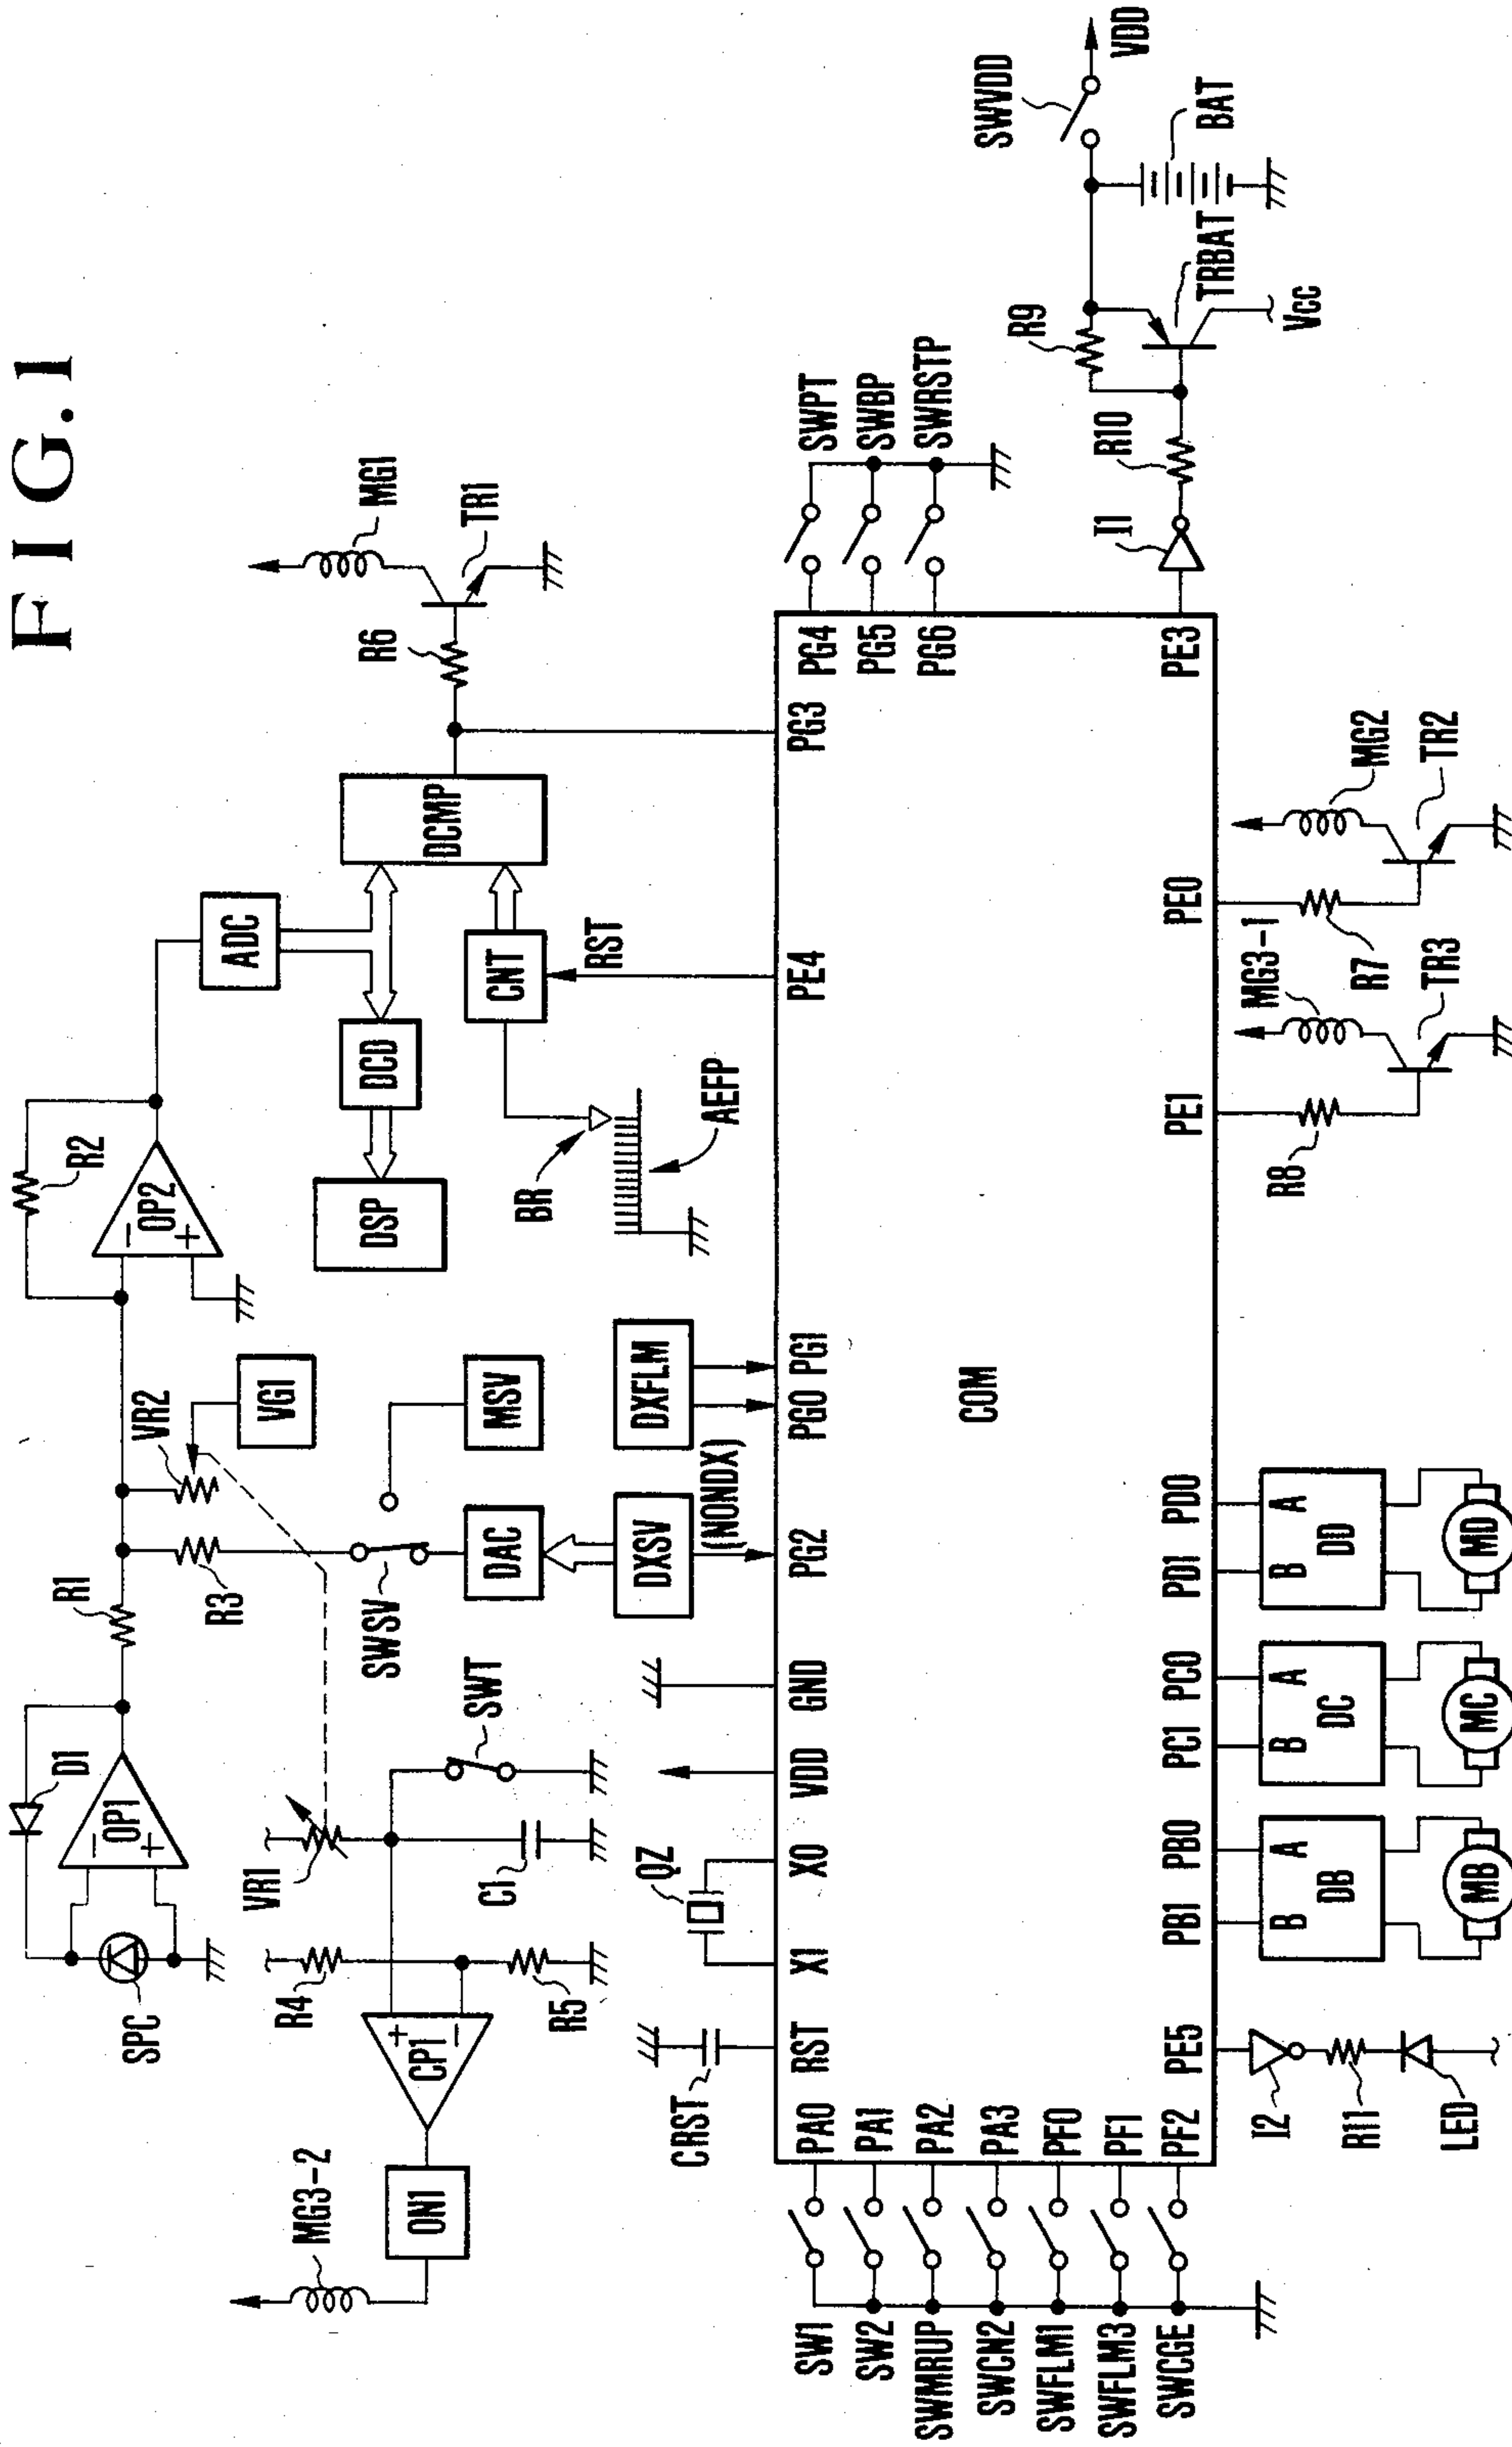 FIG.1
D1
OP1
−
+
SPC
R1
R2
OP2
−
+
VR2
VG1
R3
SWSV
MSV
DAC
DXSV
(NONDX)
DXFLM
ADC
DCD
DSP
DCMP
CNT
RST
BR
AEFP
R6
MG1
TR1
MG3-2
ON1
CP1
+
−
R4
R5
VR1
C1
SWT
CRST
QZ
RST
X1
X0
VDD
GND
PG2
PG0
PG1
PE4
PG3
PG4
PG5
PG6
SWPT
SWBP
SWRSTP
COM
SW1
PA0
SW2
PA1
SWMRUP
PA2
SWCN2
PA3
SWFLM1
PF0
SWFLM3
PF1
SWCGE
PF2
PE5
PB1
PB0
PC1
PC0
PD1
PD0
PE1
PE0
PE3
I2
R11
LED
B
A
DB
MB
B
A
DC
MC
B
A
DD
MD
R8
MG3-1
TR3
R7
MG2
TR2
I1
R10
R9
TRBAT
Vcc
BAT
SWVDD
VDD